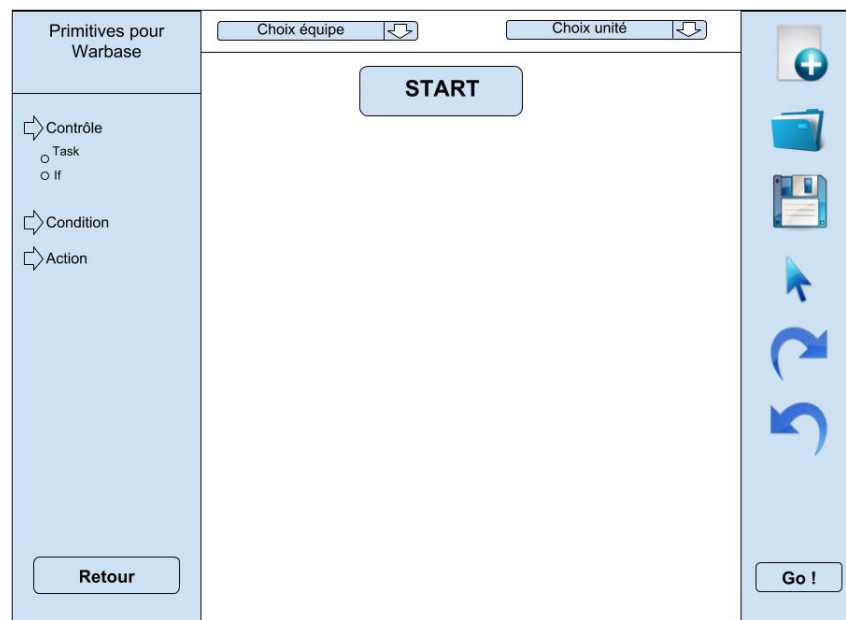 Primitives pour
Warbase
Choix équipe
Choix unité
START
Contrôle
Task
If
Condition
Action
Retour
Go !